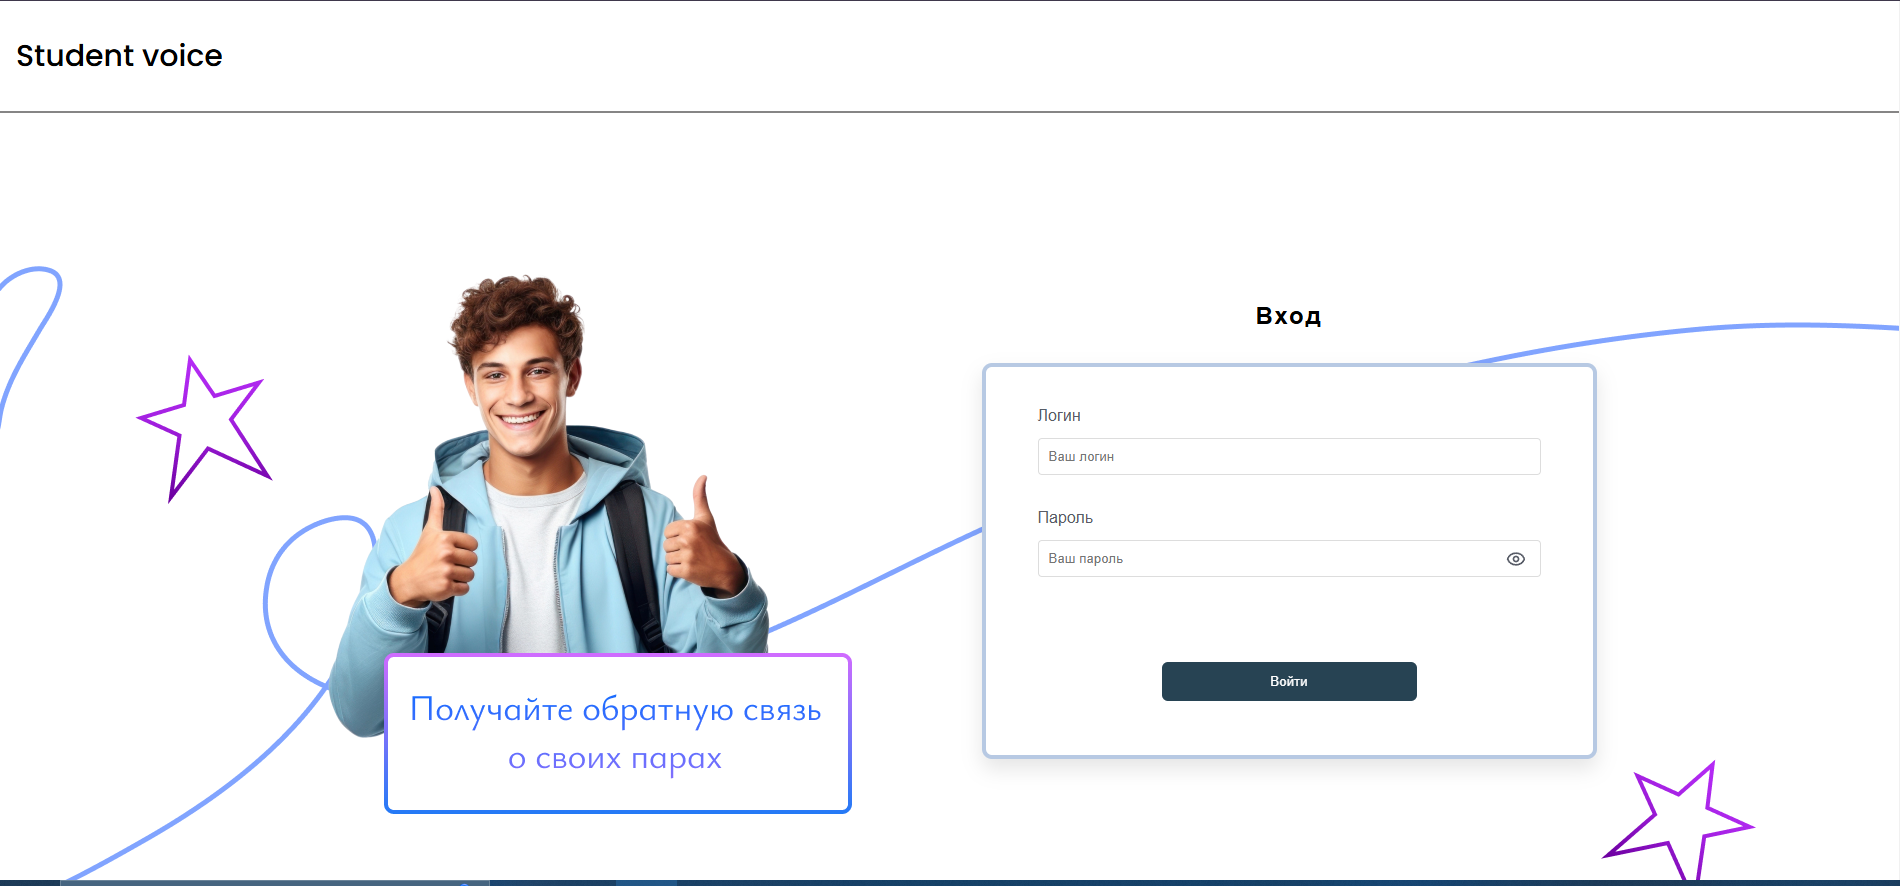 Student voice
Вход
Логин
Ваш логин
Пароль
Ваш пароль
Войти
Получайте обратную связь
о своих парах